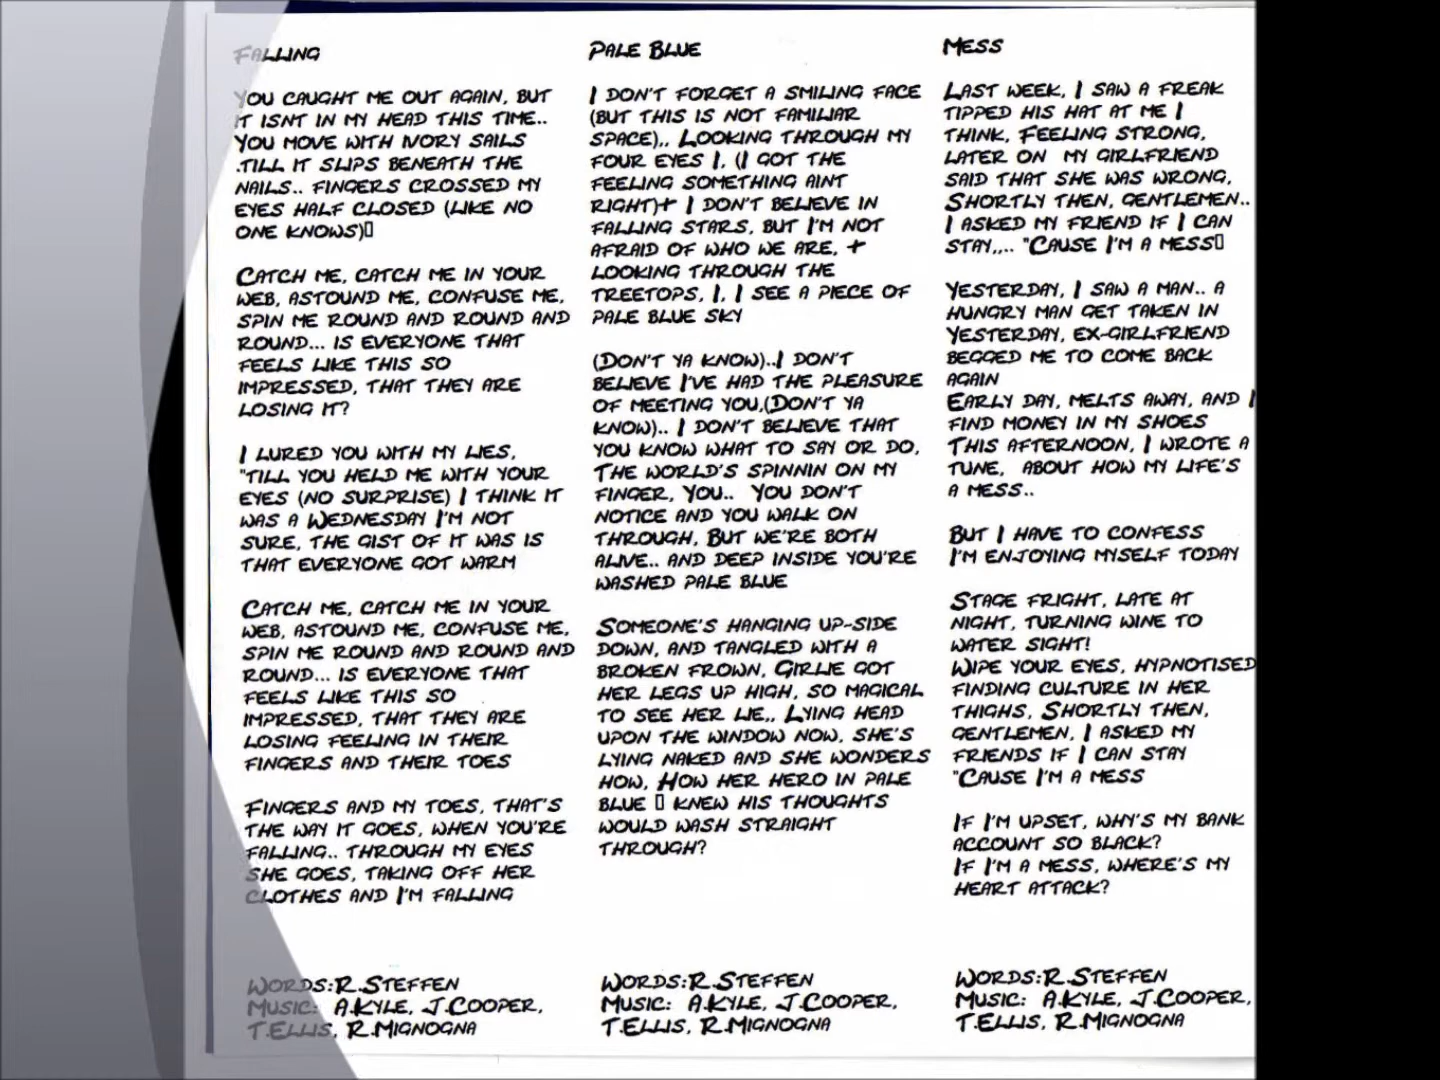 Falling
You caught me out again, but
it isnt in my head this time..
You move with ivory sails
.till it slips beneath the
nails.. fingers crossed my
eyes half closed (like no
one knows)▯
Catch me, catch me in your
web, astound me, confuse me,
spin me round and round and
round... is everyone that
feels like this so
impressed, that they are
losing it?
I lured you with my lies,
"till you held me with your
eyes (no surprise) I think it
was a Wednesday I'm not
sure, the gist of it was is
that everyone got warm
Catch me, catch me in your
web, astound me, confuse me,
spin me round and round and
round... is everyone that
feels like this so
impressed, that they are
losing feeling in their
fingers and their toes
Fingers and my toes, that's
the way it goes, when you're
falling.. through my eyes
she goes, taking off her
clothes and I'm falling
Words:R.Steffen
Music: A.Kyle, J.Cooper,
T.Ellis, R.Mignogna
Pale Blue
I don't forget a smiling face
(but this is not familiar
space),. Looking through my
four eyes I, (I got the
feeling something aint
right)+ I don't believe in
falling stars, but I'm not
afraid of who we are, +
looking through the
treetops, I, I see a piece of
pale blue sky
(Don't ya know)..I don't
believe I've had the pleasure
of meeting you,(Don't ya
know).. I don't believe that
you know what to say or do,
The world's spinnin on my
finger, You.. You don't
notice and you walk on
through, But we're both
alive.. and deep inside you're
washed pale blue
Someone's hanging up-side
down, and tangled with a
broken frown, Girlie got
her legs up high, so magical
to see her lie,. Lying head
upon the window now, she's
lying naked and she wonders
how, How her hero in pale
blue ▯ knew his thoughts
would wash straight
through?
Words:R.Steffen
Music: A.Kyle, J.Cooper,
T.Ellis, R.Mignogna
Mess
Last week, I saw a freak
tipped his hat at me I
think, Feeling strong,
later on my girlfriend
said that she was wrong,
Shortly then, gentlemen..
I asked my friend if I can
stay,,.. "Cause I'm a mess▯
Yesterday, I saw a man.. a
hungry man get taken in
Yesterday, ex-girlfriend
begged me to come back
again
Early day, melts away, and I
find money in my shoes
This afternoon, I wrote a
tune, about how my life's
a mess..
But I have to confess
I'm enjoying myself today
Stage fright, late at
night, turning wine to
water sight!
Wipe your eyes, hypnotised
finding culture in her
thighs, Shortly then,
gentlemen, I asked my
friends if I can stay
"Cause I'm a mess
If I'm upset, why's my bank
account so black?
If I'm a mess, where's my
heart attack?
Words:R.Steffen
Music: A.Kyle, J.Cooper,
T.Ellis, R.Mignogna